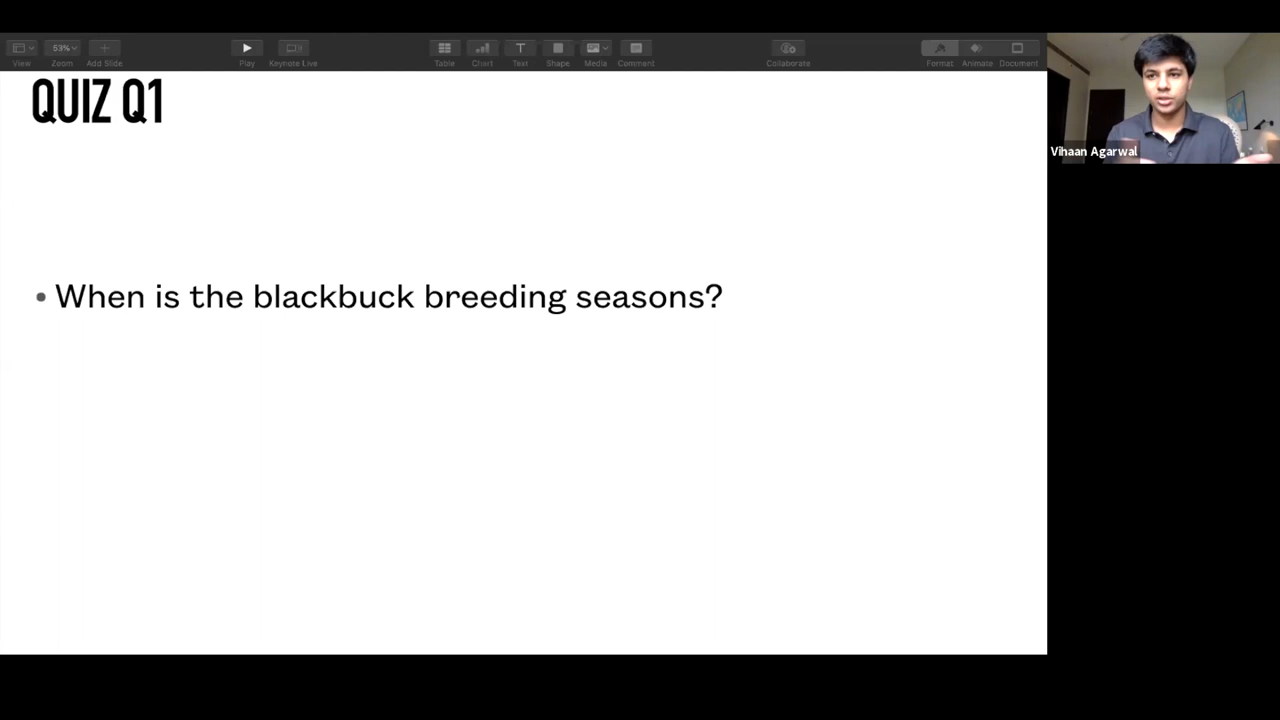 View
53%
Zoom
Add Slide
Play
Keynote Live
Table
Chart
Text
Shape
Media
Comment
Collaborate
Format
Animate
Document
QUIZ Q1
• When is the blackbuck breeding seasons?
Vihaan Agarwal